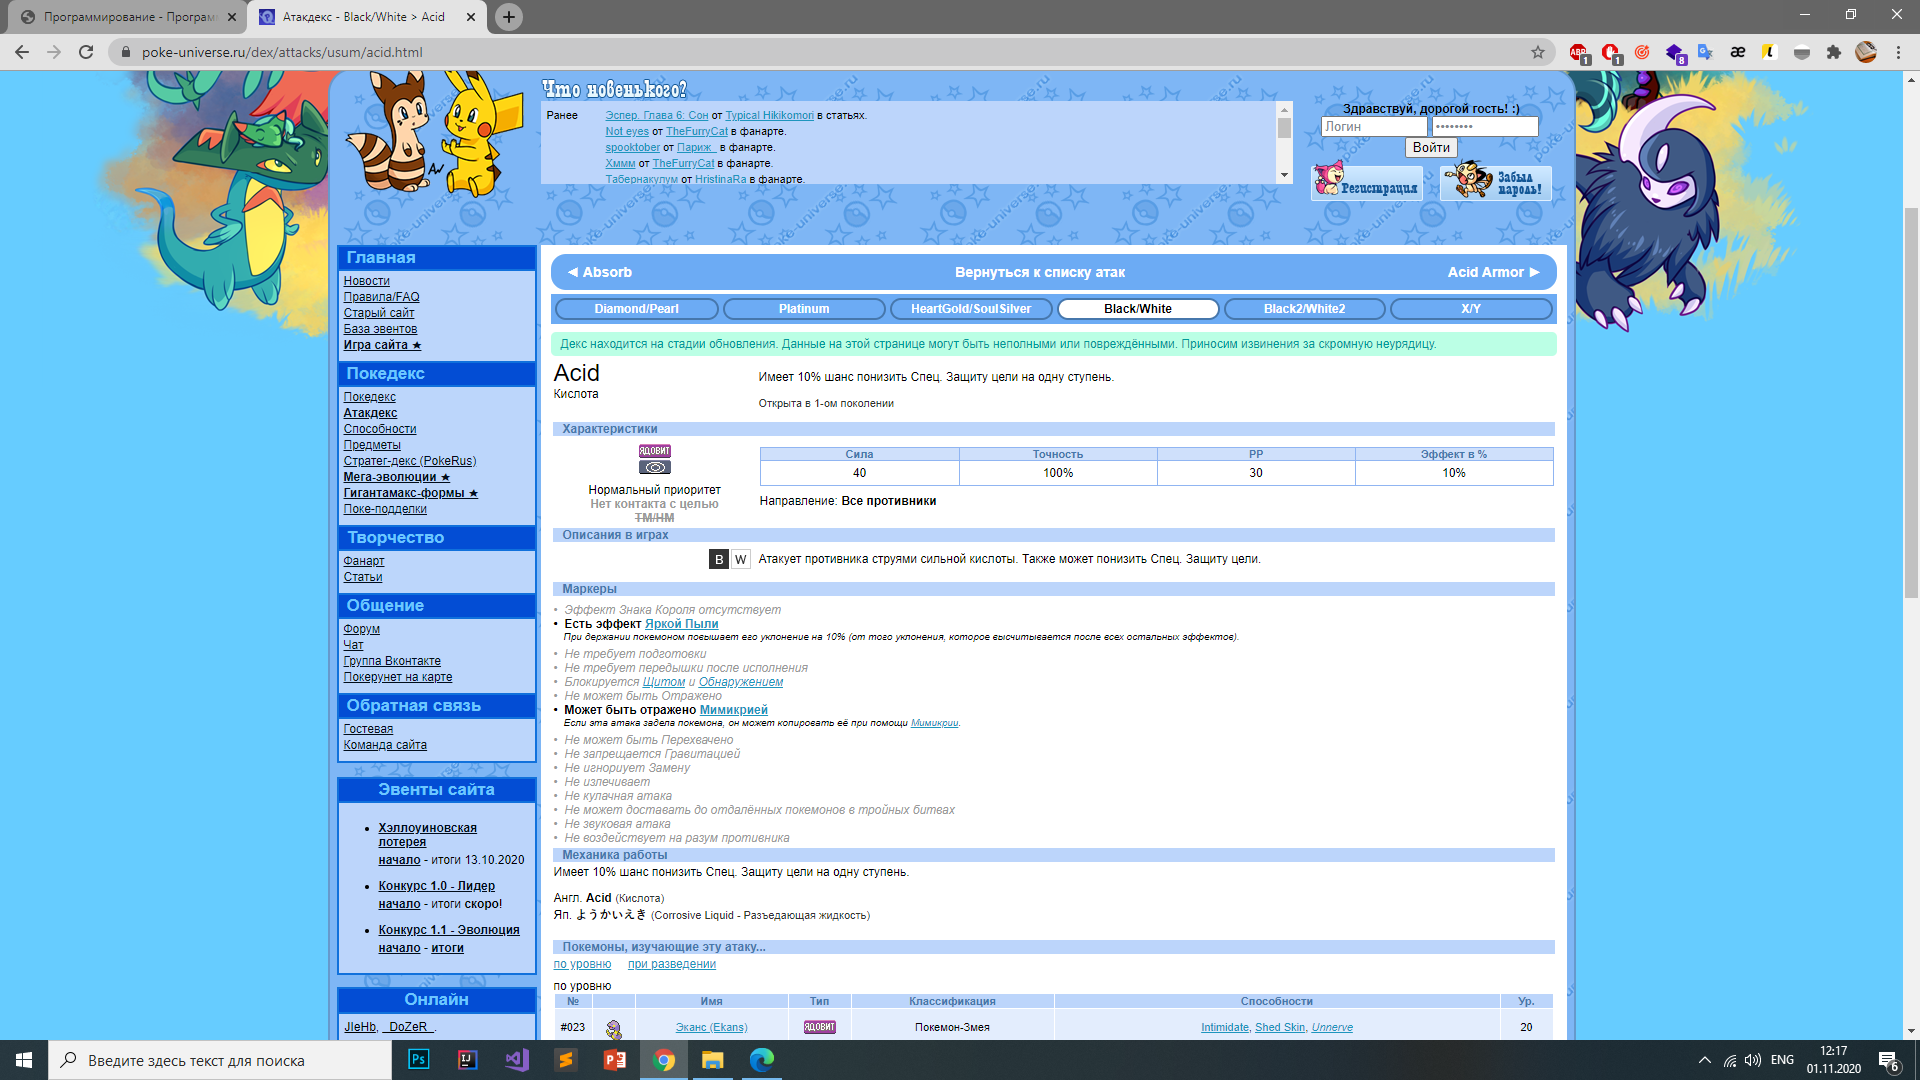 Программирование - Програм
Атакдекс - Black/White > Acid
poke-universe.ru/dex/attacks/usum/acid.html
Что новенького?
Ранее
Эспер. Глава 6: Сон от Typical Hikikomori в статьях.
Not eyes от TheFurryCat в фанарте.
spooktober от Париж_ в фанарте.
Хммм от TheFurryCat в фанарте.
Табернакулум от HristinaRa в фанарте.
Здравствуй, дорогой гость! :)
Логин
Войти
Регистрация
Забыл пароль!
Главная
Новости
Правила/FAQ
Старый сайт
База эвентов
Игра сайта ★
Покедекс
Покедекс
Атакдекс
Способности
Предметы
Стратег-декс (PokeRus)
Мега-эволюции ★
Гигантамакс-формы ★
Поке-подделки
Творчество
Фанарт
Статьи
Общение
Форум
Чат
Группа Вконтакте
Покерунет на карте
Обратная связь
Гостевая
Команда сайта
Эвенты сайта
• Хэллоуиновская
лотерея
начало - итоги 13.10.2020
• Конкурс 1.0 - Лидер
начало - итоги скоро!
• Конкурс 1.1 - Эволюция
начало - итоги
Онлайн
JleHb, _DoZeR_.
◄ Absorb
Вернуться к списку атак
Acid Armor ►
Diamond/Pearl
Platinum
HeartGold/SoulSilver
Black/White
Black2/White2
X/Y
Декс находится на стадии обновления. Данные на этой странице могут быть неполными или повреждёнными. Приносим извинения за скромную неурядицу.
Acid
Кислота
Имеет 10% шанс понизить Спец. Защиту цели на одну ступень.
Открыта в 1-ом поколении
Характеристики
ЯДОВИТ
Нормальный приоритет
Нет контакта с целью
TM/HM
Сила Точность PP Эффект в %
40 100% 30 10%
Направление: Все противники
Описания в играх
B W Атакует противника струями сильной кислоты. Также может понизить Спец. Защиту цели.
Маркеры
• Эффект Знака Короля отсутствует
• Есть эффект Яркой Пыли
При держании покемоном повышает его уклонение на 10% (от того уклонения, которое высчитывается после всех остальных эффектов).
• Не требует подготовки
• Не требует передышки после исполнения
• Блокируется Щитом и Обнаружением
• Не может быть Отражено
• Может быть отражено Мимикрией
Если эта атака задела покемона, он может копировать её при помощи Мимикрии.
• Не может быть Перехвачено
• Не запрещается Гравитацией
• Не игнориует Замену
• Не излечивает
• Не кулачная атака
• Не может доставать до отдалённых покемонов в тройных битвах
• Не звуковая атака
• Не воздействует на разум противника
Механика работы
Имеет 10% шанс понизить Спец. Защиту цели на одну ступень.
Англ. Acid (Кислота)
Яп. ようかいえき (Corrosive Liquid - Разъедающая жидкость)
Покемоны, изучающие эту атаку...
по уровню при разведении
по уровню
№ Имя Тип Классификация Способности Ур.
#023 Эканс (Ekans) ЯДОВИТ Покемон-Змея Intimidate, Shed Skin, Unnerve 20
Введите здесь текст для поиска
ENG
12:17
01.11.2020
6